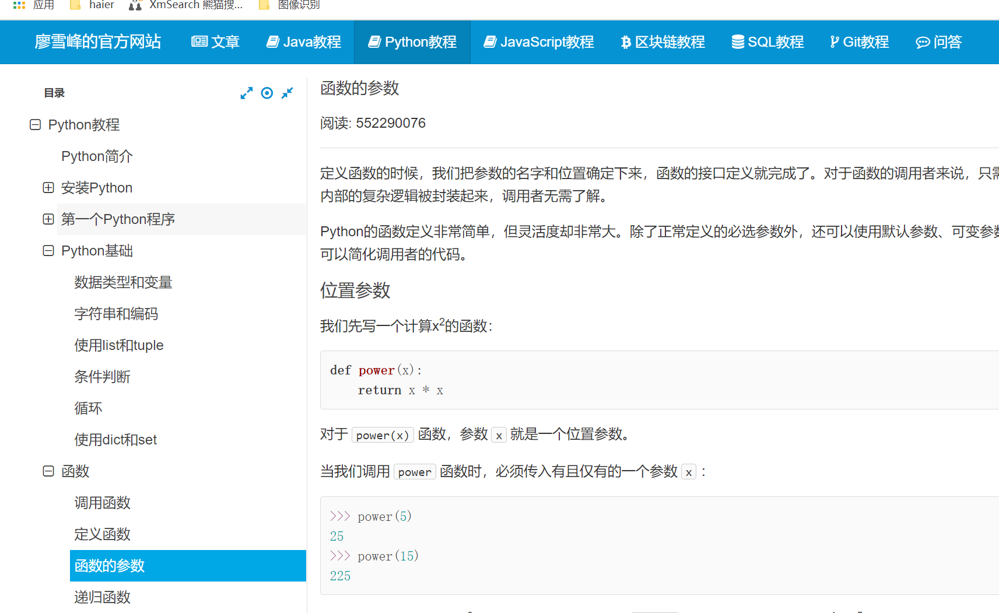 应用 haier XmSearch 熊猫搜... 图像识别
廖雪峰的官方网站 文章 Java教程 Python教程 JavaScript教程 区块链教程 SQL教程 Git教程 问答
目录
Python教程
Python简介
安装Python
第一个Python程序
Python基础
数据类型和变量
字符串和编码
使用list和tuple
条件判断
循环
使用dict和set
函数
调用函数
定义函数
函数的参数
递归函数
函数的参数
阅读: 552290076
定义函数的时候，我们把参数的名字和位置确定下来，函数的接口定义就完成了。对于函数的调用者来说，只需
内部的复杂逻辑被封装起来，调用者无需了解。
Python的函数定义非常简单，但灵活度却非常大。除了正常定义的必选参数外，还可以使用默认参数、可变参数
可以简化调用者的代码。
位置参数
我们先写一个计算x²的函数：
def power(x):
    return x * x
对于 power(x) 函数，参数 x 就是一个位置参数。
当我们调用 power 函数时，必须传入有且仅有的一个参数 x ：
>>> power(5)
25
>>> power(15)
225